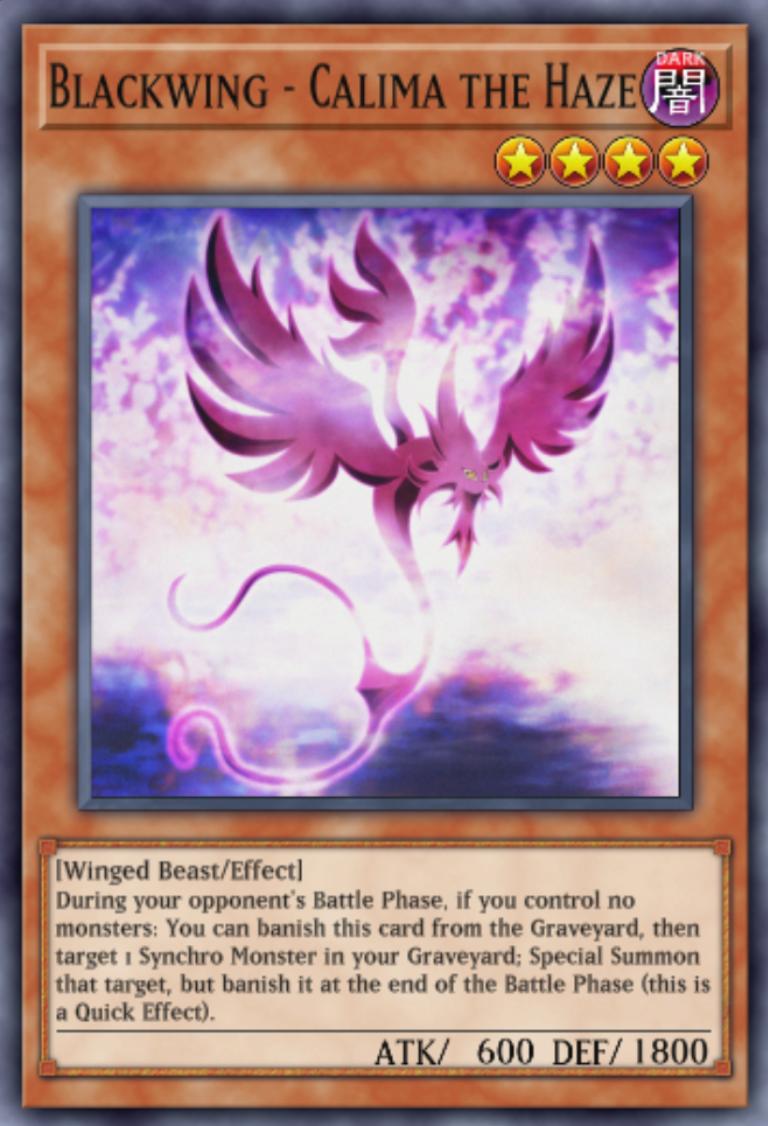 BLACKWING - CALIMA THE HAZE
DARK
闇
[Winged Beast/Effect]
During your opponent's Battle Phase, if you control no
monsters: You can banish this card from the Graveyard, then
target 1 Synchro Monster in your Graveyard; Special Summon
that target, but banish it at the end of the Battle Phase (this is
a Quick Effect).
ATK/ 600 DEF/ 1800